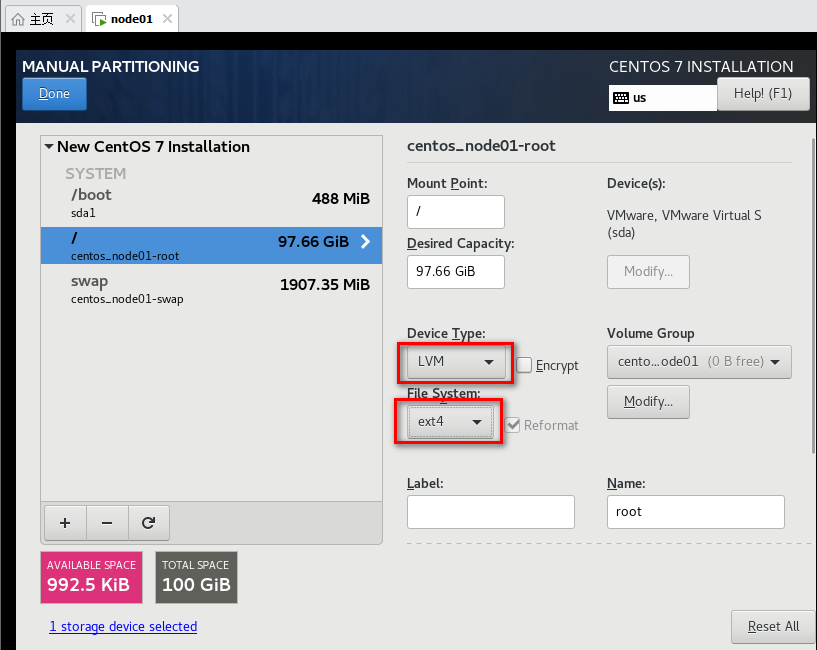 主页
node01
MANUAL PARTITIONING
CENTOS 7 INSTALLATION
Done
us
Help! (F1)
New CentOS 7 Installation
SYSTEM
/boot
488 MiB
sda1
/
97.66 GiB
centos_node01-root
swap
1907.35 MiB
centos_node01-swap
+
−
AVAILABLE SPACE
992.5 KiB
TOTAL SPACE
100 GiB
1 storage device selected
centos_node01-root
Mount Point:
/
Desired Capacity:
97.66 GiB
Device(s):
VMware, VMware Virtual S
(sda)
Modify...
Device Type:
LVM
Encrypt
Volume Group
cento...ode01 (0 B free)
Modify...
File System:
ext4
Reformat
Label:
Name:
root
Reset All